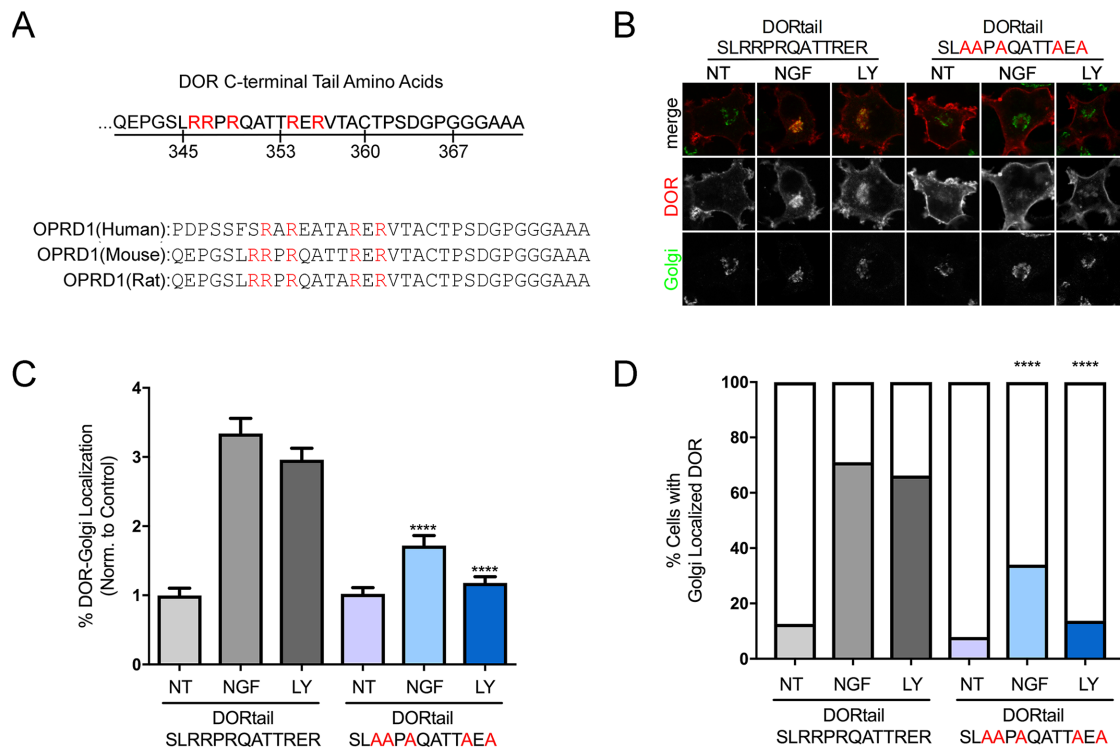 A
DOR C-terminal Tail Amino Acids
...QEPGSLRRPRQATTRERVTACTPSDGPGGGAAA
345 353 360 367
OPRD1(Human):PDPSSFSRAREATARERVTACTPSDGPGGGAAA
OPRD1(Mouse):QEPGSLRRPRQATTRERVTACTPSDGPGGGAAA
OPRD1(Rat):QEPGSLRRPRQATARERVTACTPSDGPGGGAAA
B
DORtail DORtail
SLRRPRQATTRER SLAAPAQATTAEA
NT NGF LY NT NGF LY
merge
DOR
Golgi
C
% DOR-Golgi Localization
(Norm. to Control)
4
3
2
1
0
**** ****
NT NGF LY NT NGF LY
DORtail DORtail
SLRRPRQATTRER SLAAPAQATTAEA
D
% Cells with
Golgi Localized DOR
100
80
60
40
20
0
**** ****
NT NGF LY NT NGF LY
DORtail DORtail
SLRRPRQATTRER SLAAPAQATTAEA